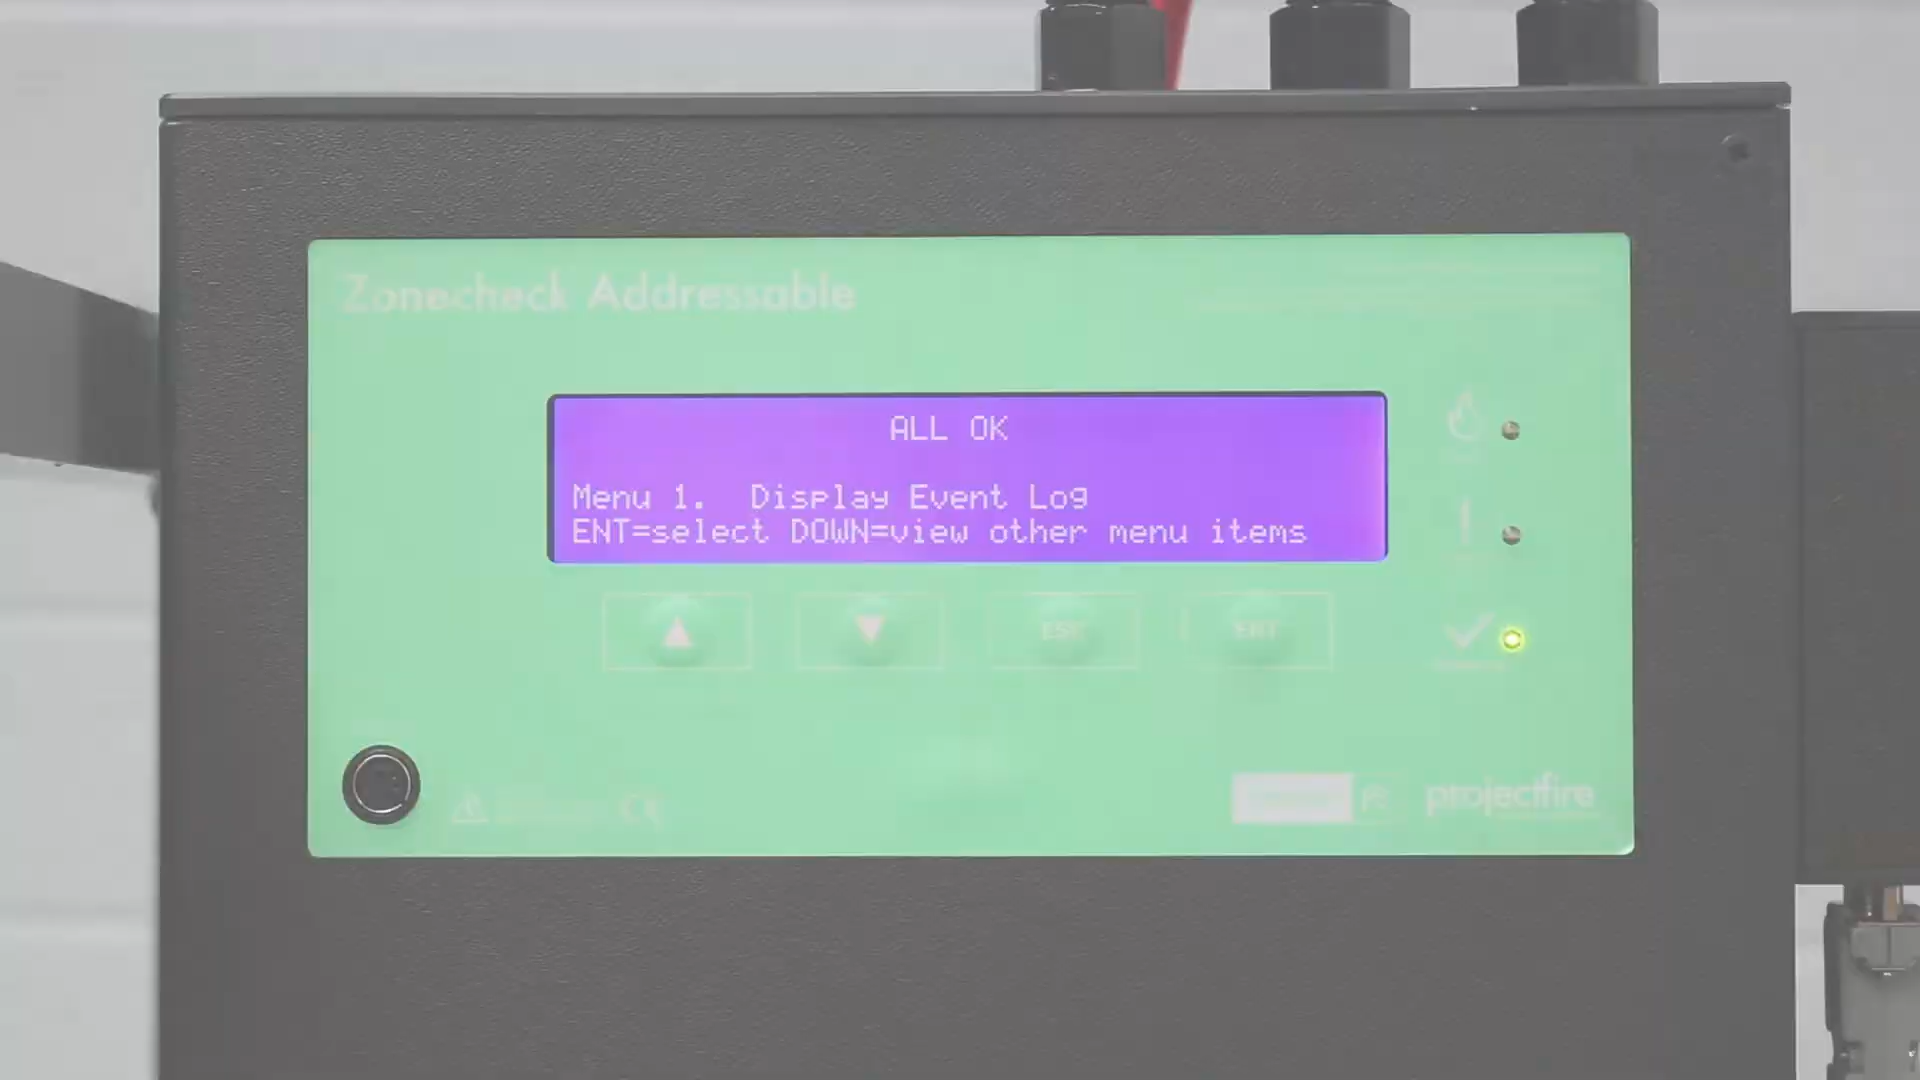 Zonecheck Addressable
ALL OK
Menu 1. Display Event Log
ENT=select DOWN=view other menu items
ESC
ENT
CE
projectfire